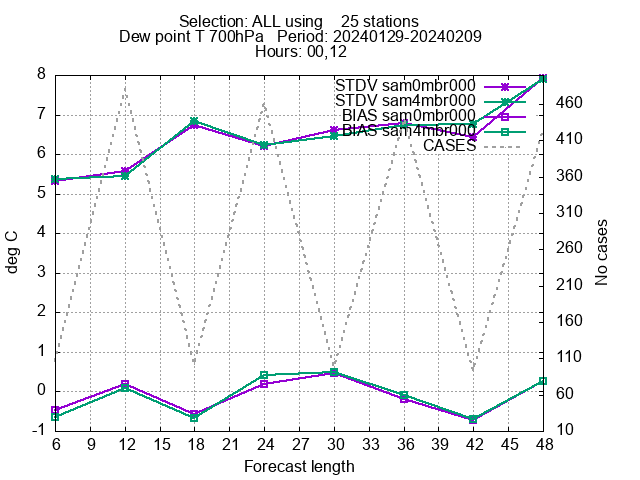 Selection: ALL using    25 stations
Dew point T 700hPa   Period: 20240129-20240209
Hours: 00,12
8
7
6
5
4
3
2
1
0
-1
deg C
STDV sam0mbr000
STDV sam4mbr000
BIAS sam0mbr000
BIAS sam4mbr000
CASES
460
410
360
310
260
210
160
110
60
10
No cases
6 9 12 15 18 21 24 27 30 33 36 39 42 45 48
Forecast length